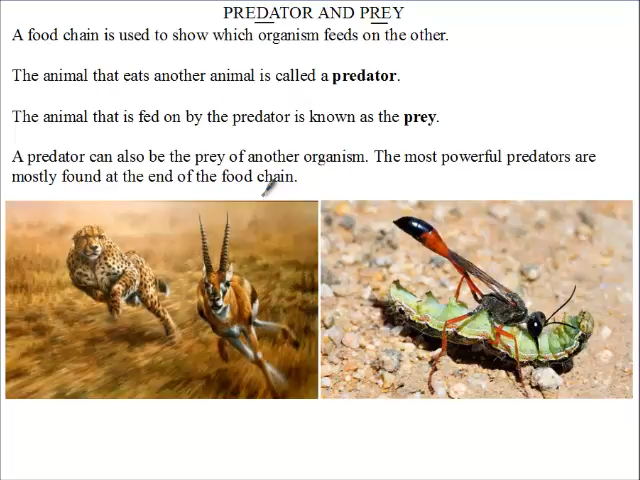 PREDATOR AND PREY
A food chain is used to show which organism feeds on the other.
The animal that eats another animal is called a predator.
The animal that is fed on by the predator is known as the prey.
A predator can also be the prey of another organism. The most powerful predators are
mostly found at the end of the food chain.